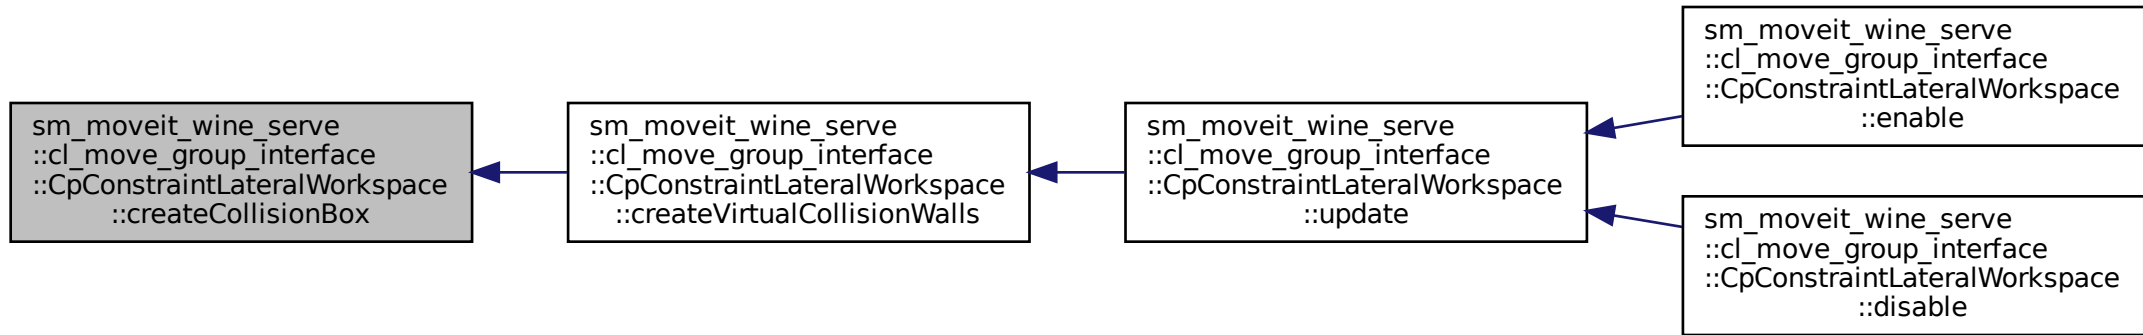 sm_moveit_wine_serve
::cl_move_group_interface
::CpConstraintLateralWorkspace
::createCollisionBox
sm_moveit_wine_serve
::cl_move_group_interface
::CpConstraintLateralWorkspace
::createVirtualCollisionWalls
sm_moveit_wine_serve
::cl_move_group_interface
::CpConstraintLateralWorkspace
::update
sm_moveit_wine_serve
::cl_move_group_interface
::CpConstraintLateralWorkspace
::enable
sm_moveit_wine_serve
::cl_move_group_interface
::CpConstraintLateralWorkspace
::disable